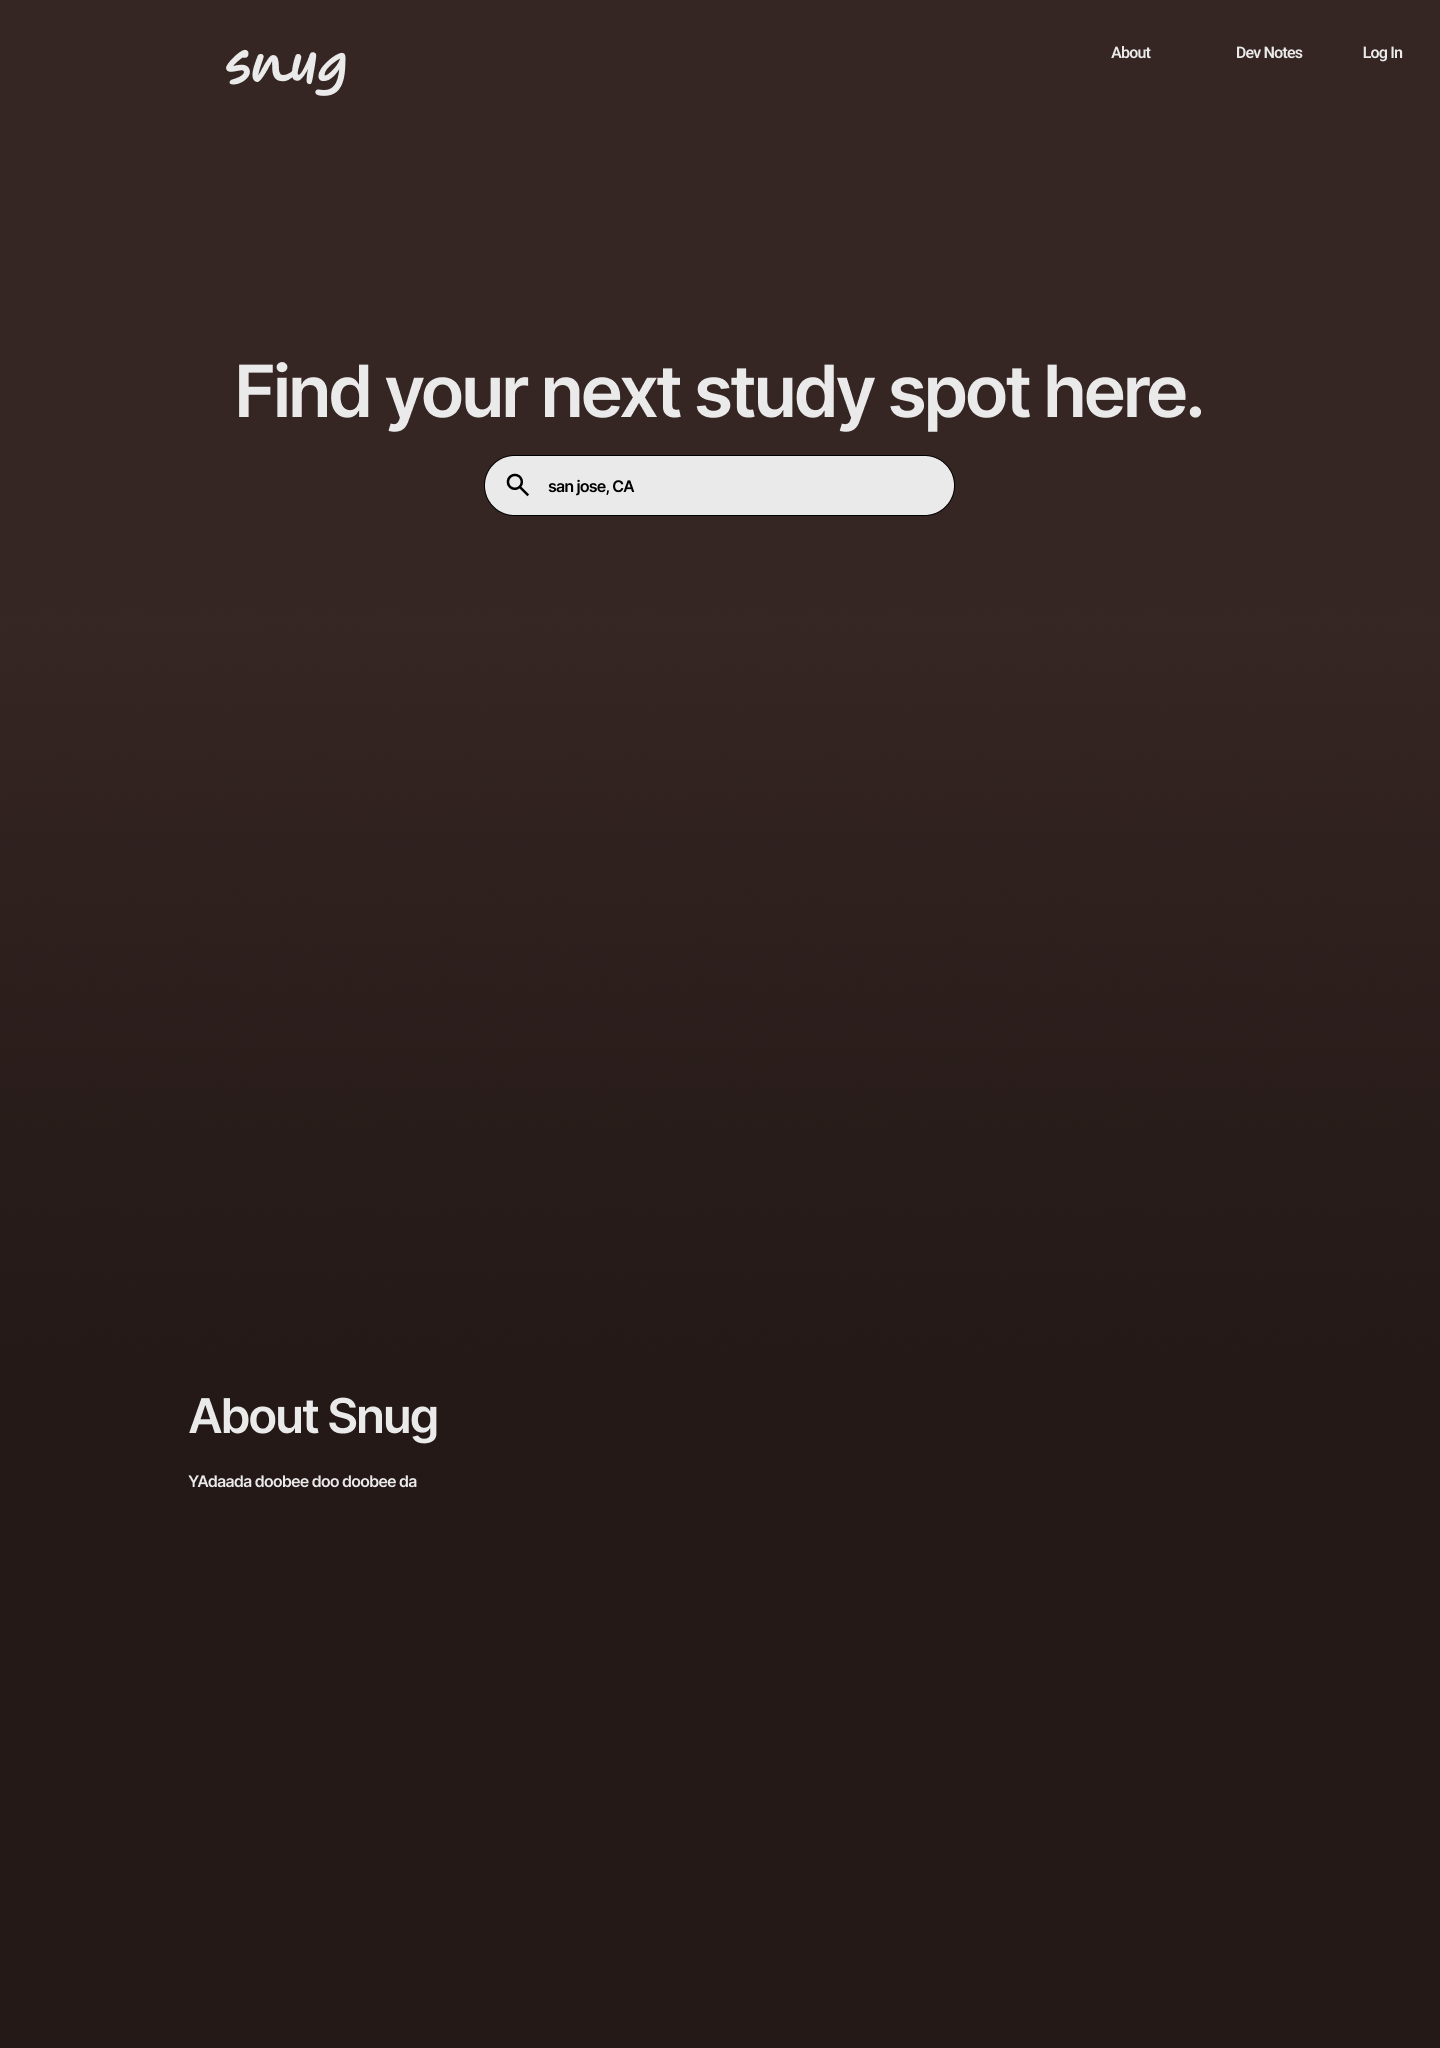 snug
About
Dev Notes
Log In
Find your next study spot here.
san jose, CA
About Snug
YAdaada doobee doo doobee da